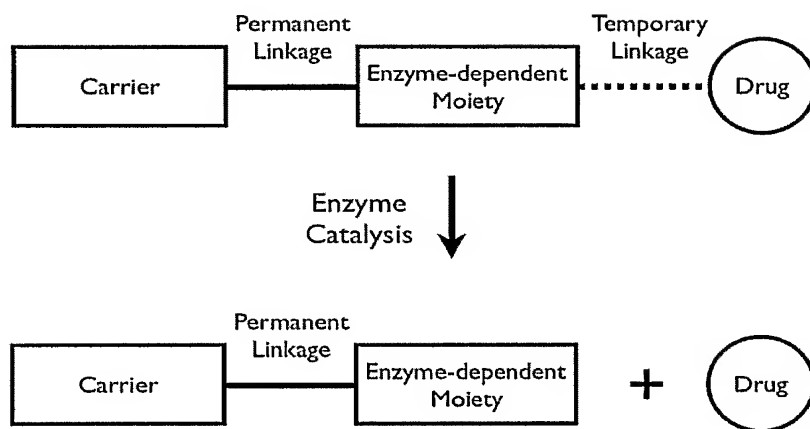 Permanent
Linkage
Temporary
Linkage
Carrier
Enzyme-dependent
Moiety
Drug
Enzyme
Catalysis
Permanent
Linkage
Carrier
Enzyme-dependent
Moiety
+
Drug